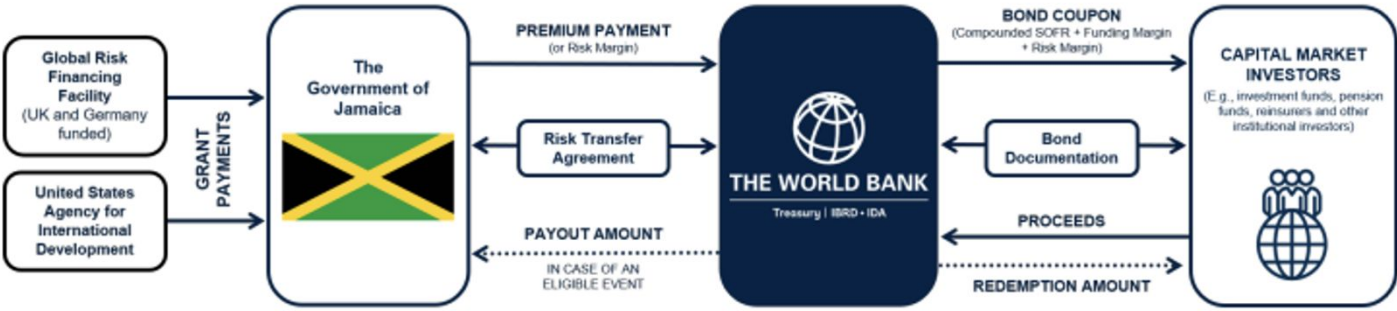 Global Risk
Financing
Facility
(UK and Germany
funded)
United States
Agency for
International
Development
GRANT
PAYMENTS
The
Government of
Jamaica
PREMIUM PAYMENT
(or Risk Margin)
Risk Transfer
Agreement
PAYOUT AMOUNT
IN CASE OF AN
ELIGIBLE EVENT
THE WORLD BANK
Treasury | IBRD • IDA
BOND COUPON
(Compounded SOFR + Funding Margin
+ Risk Margin)
Bond
Documentation
PROCEEDS
REDEMPTION AMOUNT
CAPITAL MARKET
INVESTORS
(E.g., investment funds, pension
funds, reinsurers and other
institutional investors)